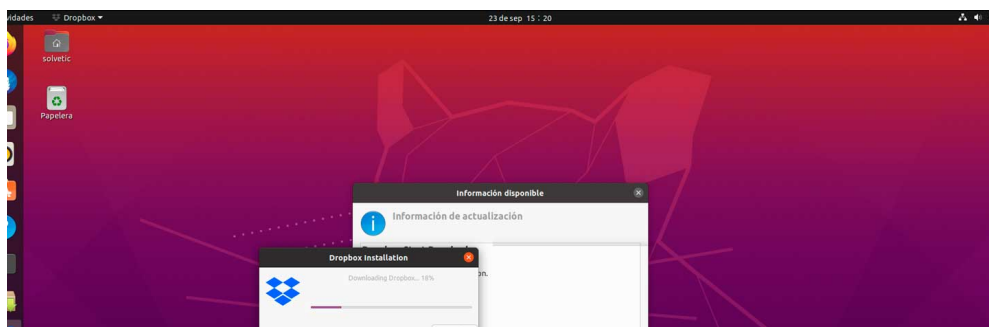 vidades Dropbox 23 de sep 15 : 20
solvetic
Papelera
Información disponible
Información de actualización
Dropbox Installation
on.
Downloading Dropbox... 18%